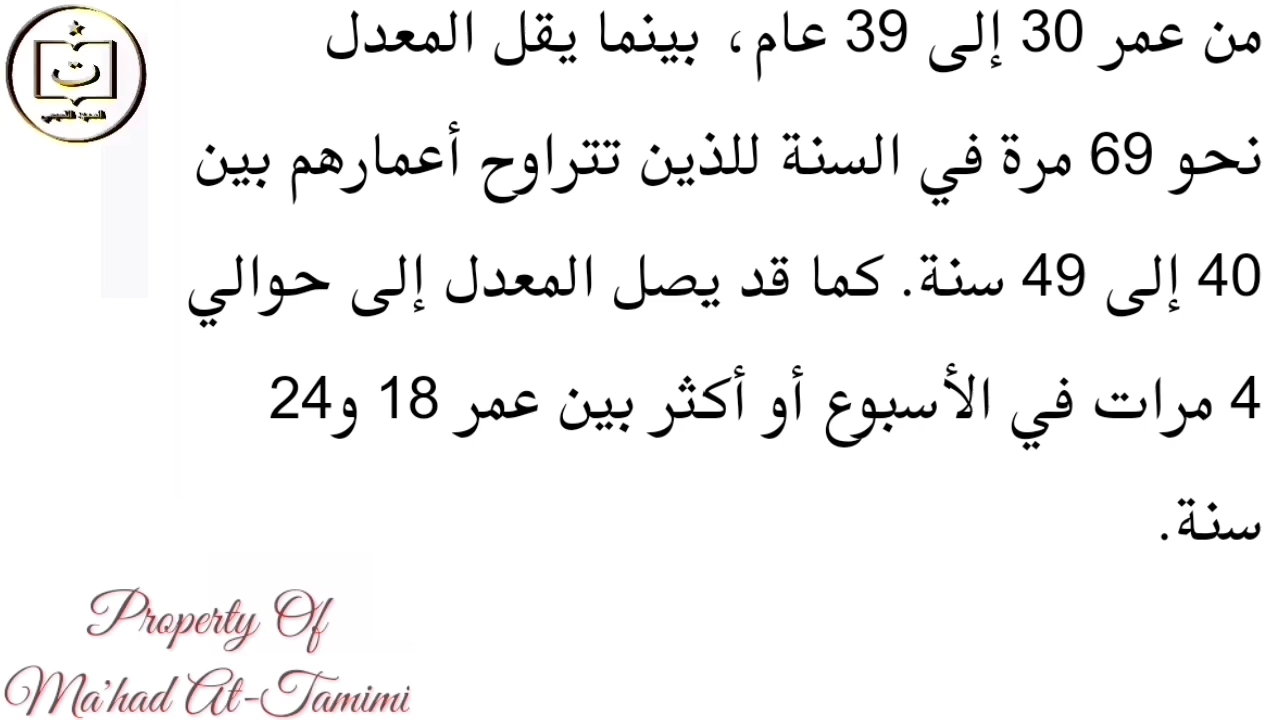 من عمر 30 إلى 39 عام، بينما يقل المعدل
نحو 69 مرة في السنة للذين تتراوح أعمارهم بين
40 إلى 49 سنة. كما قد يصل المعدل إلى حوالي
4 مرات في الأسبوع أو أكثر بين عمر 18 و24
سنة.
ت
Property Of
Ma'had At-Tamimi